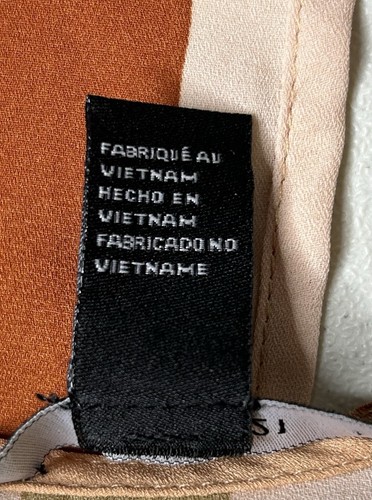 FABRIQUÉ AU
VIETNAM
HECHO EN
VIETNAM
FABRICADO NO
VIETNAME